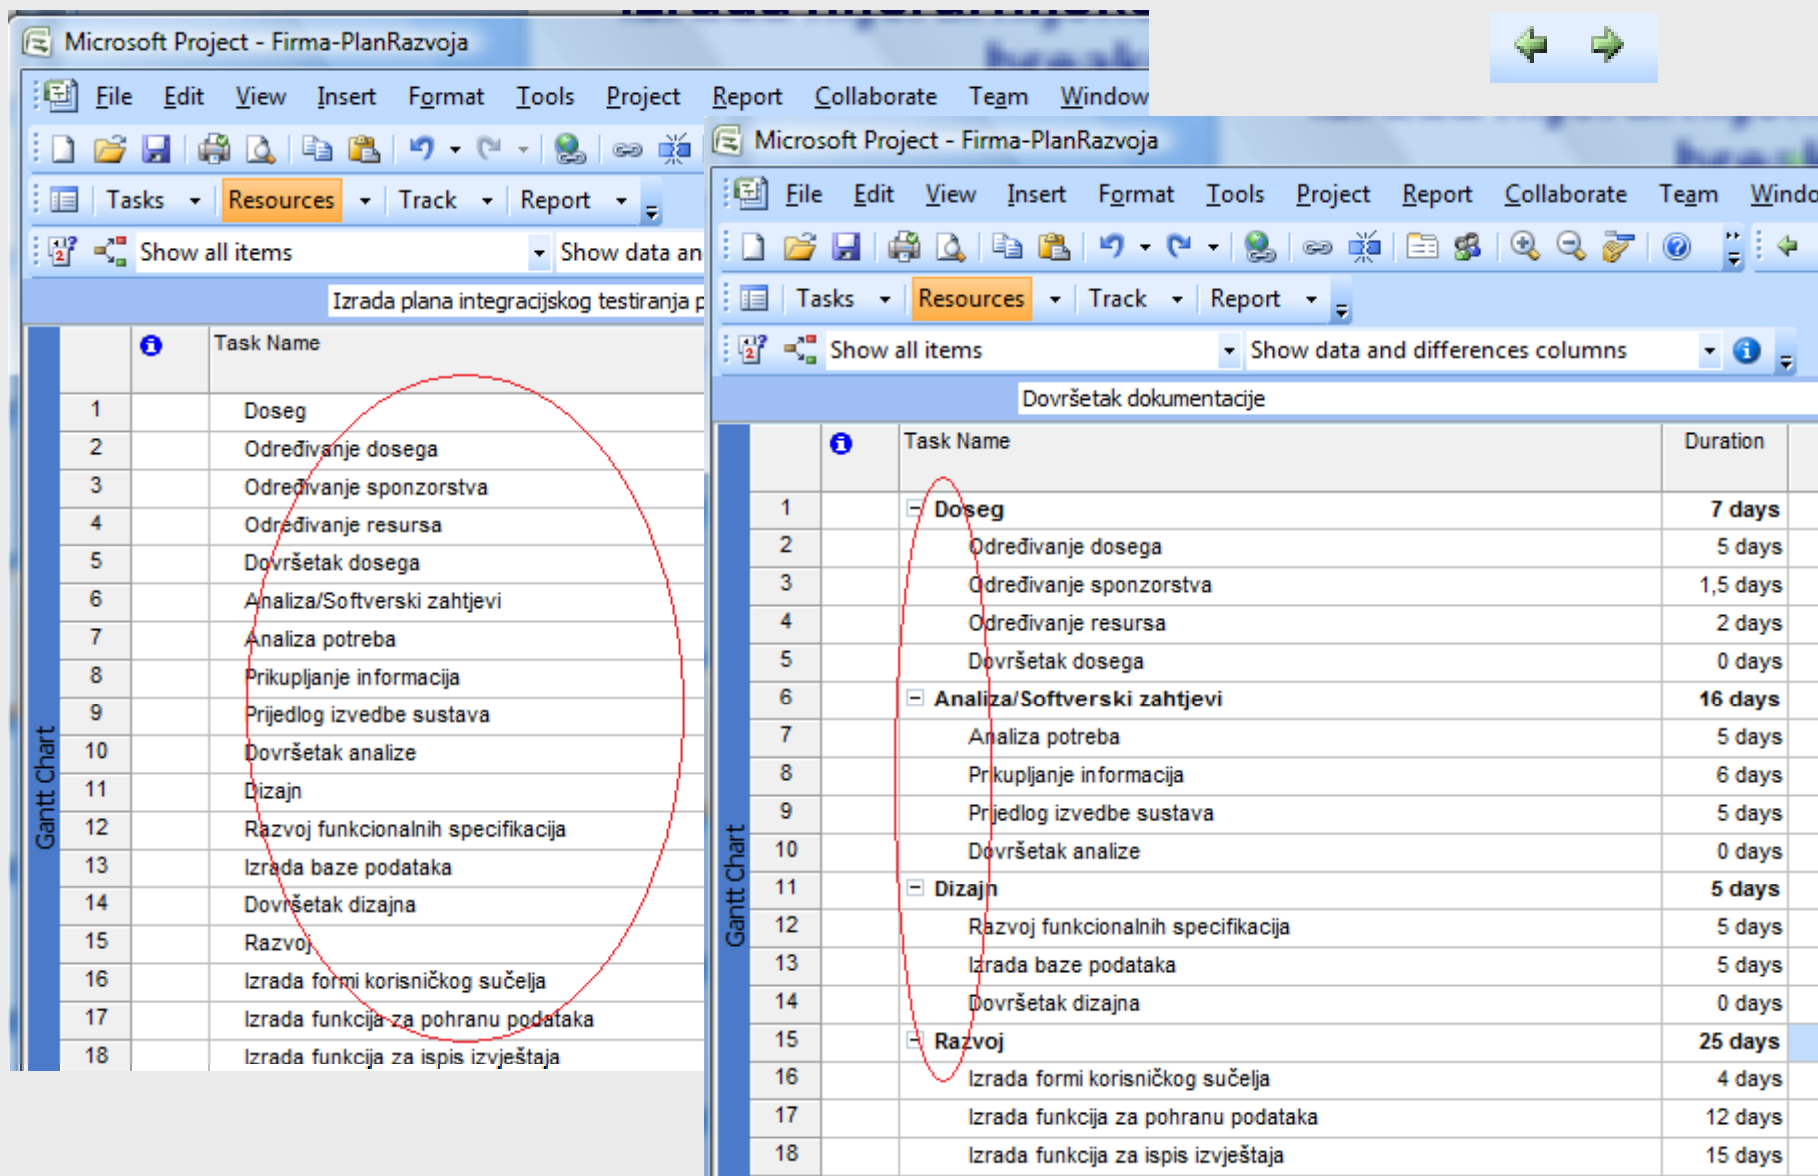 Microsoft Project - Firma-PlanRazvoja
File Edit View Insert Format Tools Project Report Collaborate Team Window
Tasks Resources Track Report
Show all items Show data an
Izrada plana integracijskog testiranja p
Task Name
1 Doseg
2 Određivanje dosega
3 Određivanje sponzorstva
4 Određivanje resursa
5 Dovršetak dosega
6 Analiza/Softverski zahtjevi
7 Analiza potreba
8 Prikupljanje informacija
9 Prijedlog izvedbe sustava
10 Dovršetak analize
11 Dizajn
12 Razvoj funkcionalnih specifikacija
13 Izrada baze podataka
14 Dovršetak dizajna
15 Razvoj
16 Izrada formi korisničkog sučelja
17 Izrada funkcija za pohranu podataka
18 Izrada funkcija za ispis izvještaja
Gantt Chart
Microsoft Project - Firma-PlanRazvoja
File Edit View Insert Format Tools Project Report Collaborate Team Windo
Tasks Resources Track Report
Show all items Show data and differences columns
Dovršetak dokumentacije
Task Name Duration
1 Doseg 7 days
2 Određivanje dosega 5 days
3 Određivanje sponzorstva 1,5 days
4 Određivanje resursa 2 days
5 Dovršetak dosega 0 days
6 Analiza/Softverski zahtjevi 16 days
7 Analiza potreba 5 days
8 Prikupljanje informacija 6 days
9 Prijedlog izvedbe sustava 5 days
10 Dovršetak analize 0 days
11 Dizajn 5 days
12 Razvoj funkcionalnih specifikacija 5 days
13 Izrada baze podataka 5 days
14 Dovršetak dizajna 0 days
15 Razvoj 25 days
16 Izrada formi korisničkog sučelja 4 days
17 Izrada funkcija za pohranu podataka 12 days
18 Izrada funkcija za ispis izvještaja 15 days
Gantt Chart